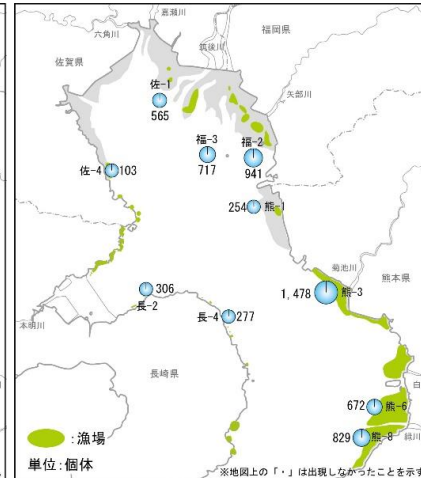 嘉瀬川
六角川
福岡県
筑後川
佐賀県
佐-1
565
矢部川
福-3
717
福-2
941
佐-4
103
254
熊-1
菊池川
熊本県
306
長-2
1,478
熊-3
長-4
277
本明川
長崎県
白
672
熊-6
829
熊-8
緑川
:漁場
単位:個体
※地図上の「・」は出現しなかったことを示す